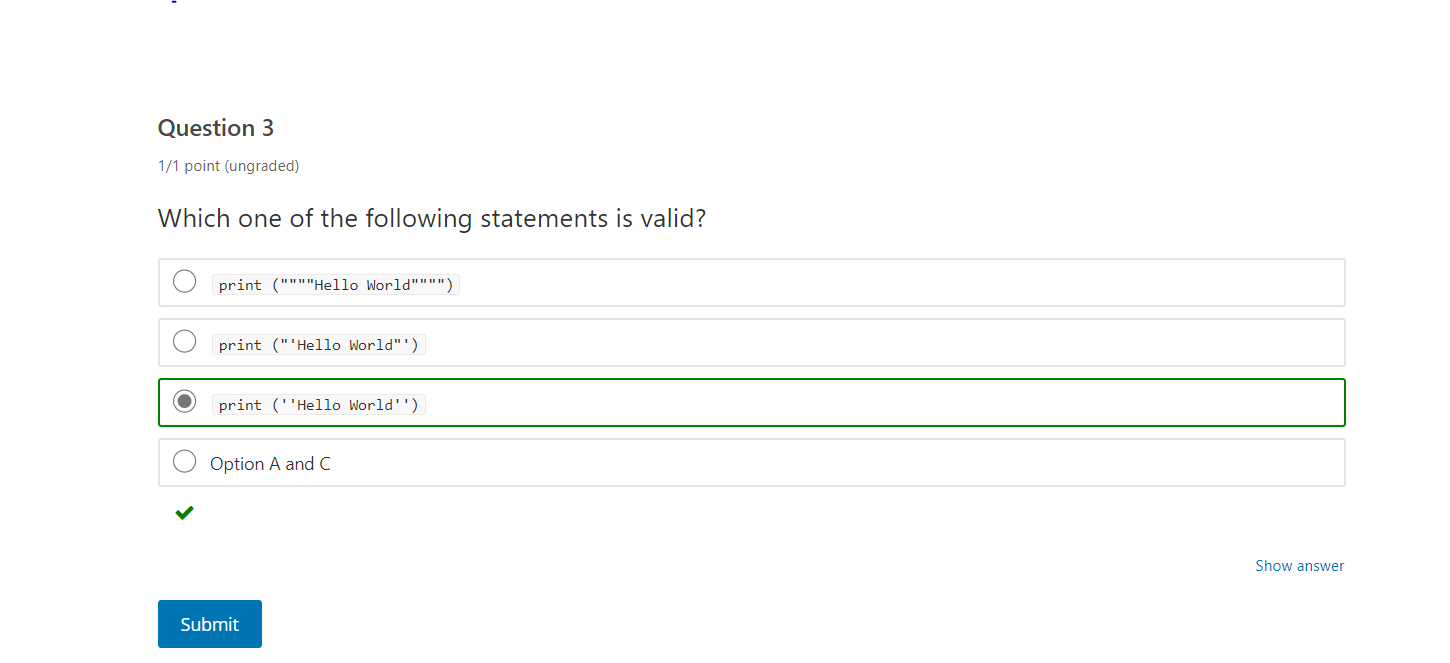 Question 3
1/1 point (ungraded)
Which one of the following statements is valid?
print (""""Hello World"""")
print ("'Hello World"')
print (''Hello World'')
Option A and C
Show answer
Submit